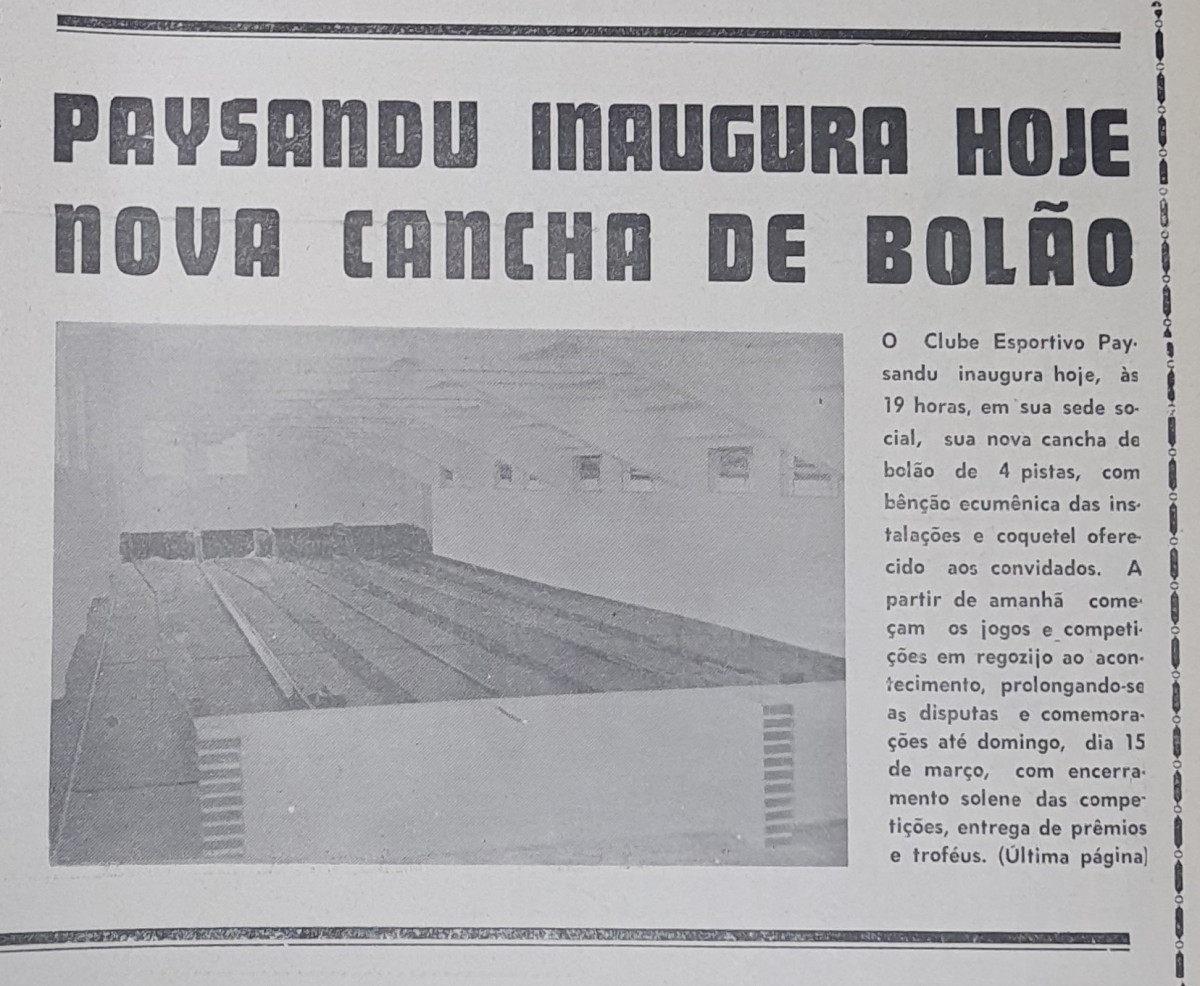 PAYSANDU INAUGURA HOJE
NOVA CANCHA DE BOLÃO
O Clube Esportivo Pay-
sandu inaugura hoje, às
19 horas, em sua sede so-
cial, sua nova cancha de
bolão de 4 pistas, com
bênção ecumênica das ins-
talações e coquetel ofere-
cido aos convidados. A
partir de amanhã come-
çam os jogos e competi-
ções em regozijo ao acon-
tecimento, prolongando-se
as disputas e comemora-
ções até domingo, dia 15
de março, com encerra-
mento solene das compe-
tições, entrega de prêmios
e troféus. (Última página)